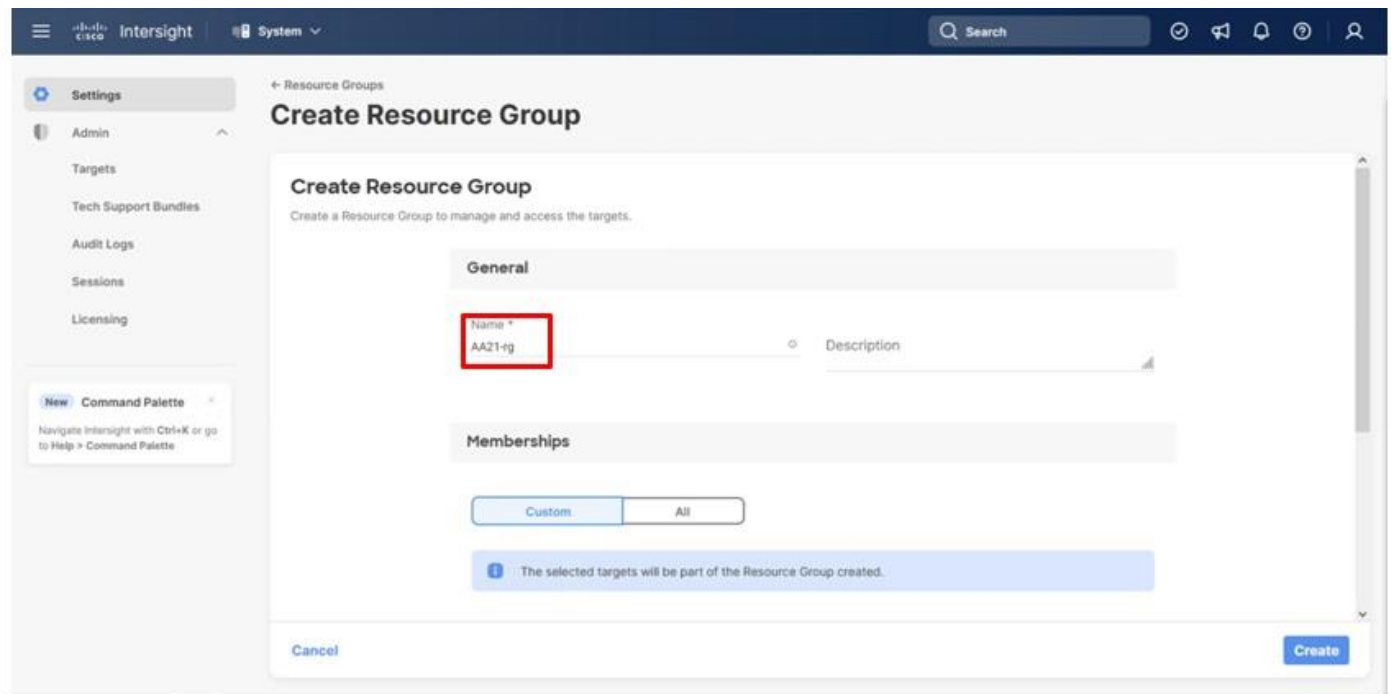 cisco Intersight System Search
Settings
Admin
Targets
Tech Support Bundles
Audit Logs
Sessions
Licensing
New Command Palette
Navigate Intersight with Ctrl+K or go
to Help > Command Palette
← Resource Groups
Create Resource Group
Create Resource Group
Create a Resource Group to manage and access the targets.
General
Name *
AA21-rg
Description
Memberships
Custom All
The selected targets will be part of the Resource Group created.
Cancel Create